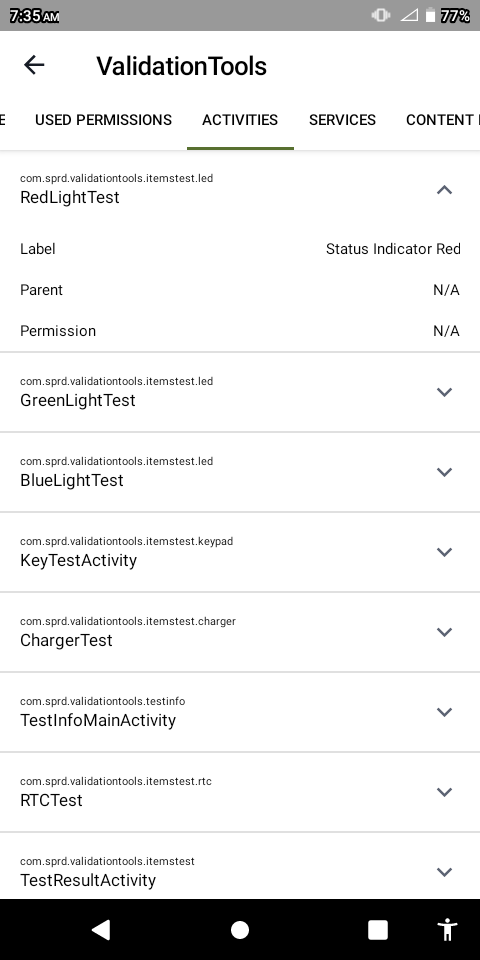 7:35 AM 77%
ValidationTools
USED PERMISSIONS ACTIVITIES SERVICES CONTENT
com.sprd.validationtools.itemstest.led
RedLightTest
Label Status Indicator Red
Parent N/A
Permission N/A
com.sprd.validationtools.itemstest.led
GreenLightTest
com.sprd.validationtools.itemstest.led
BlueLightTest
com.sprd.validationtools.itemstest.keypad
KeyTestActivity
com.sprd.validationtools.itemstest.charger
ChargerTest
com.sprd.validationtools.testinfo
TestInfoMainActivity
com.sprd.validationtools.itemstest.rtc
RTCTest
com.sprd.validationtools.itemstest
TestResultActivity